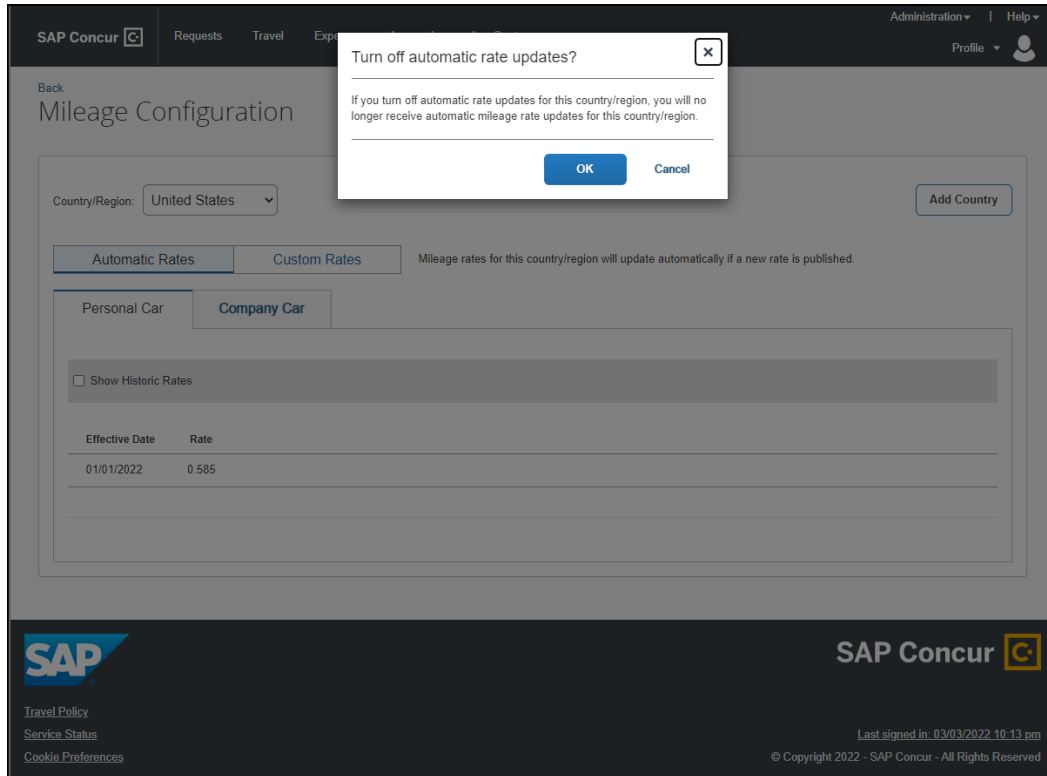 Administration | Help
SAP Concur C Requests Travel
Profile
Turn off automatic rate updates?
If you turn off automatic rate updates for this country/region, you will no
longer receive automatic mileage rate updates for this country/region.
OK Cancel
Back
Mileage Configuration
Country/Region: United States Add Country
Automatic Rates Custom Rates Mileage rates for this country/region will update automatically if a new rate is published.
Personal Car Company Car
Show Historic Rates
Effective Date Rate
01/01/2022 0.585
SAP
SAP Concur C
Travel Policy
Service Status Last signed in: 03/03/2022 10:13 pm
Cookie Preferences © Copyright 2022 - SAP Concur - All Rights Reserved